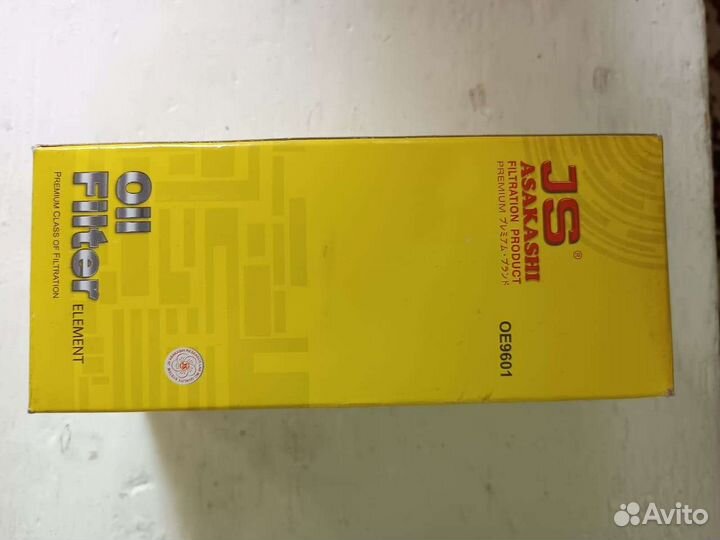 JS®
ASAKASHI
FILTRATION PRODUCT
PREMIUM プレミアム・ブランド
OE9601
Oil
Filter ELEMENT
PREMIUM CLASS OF FILTRATION
JS
Avito